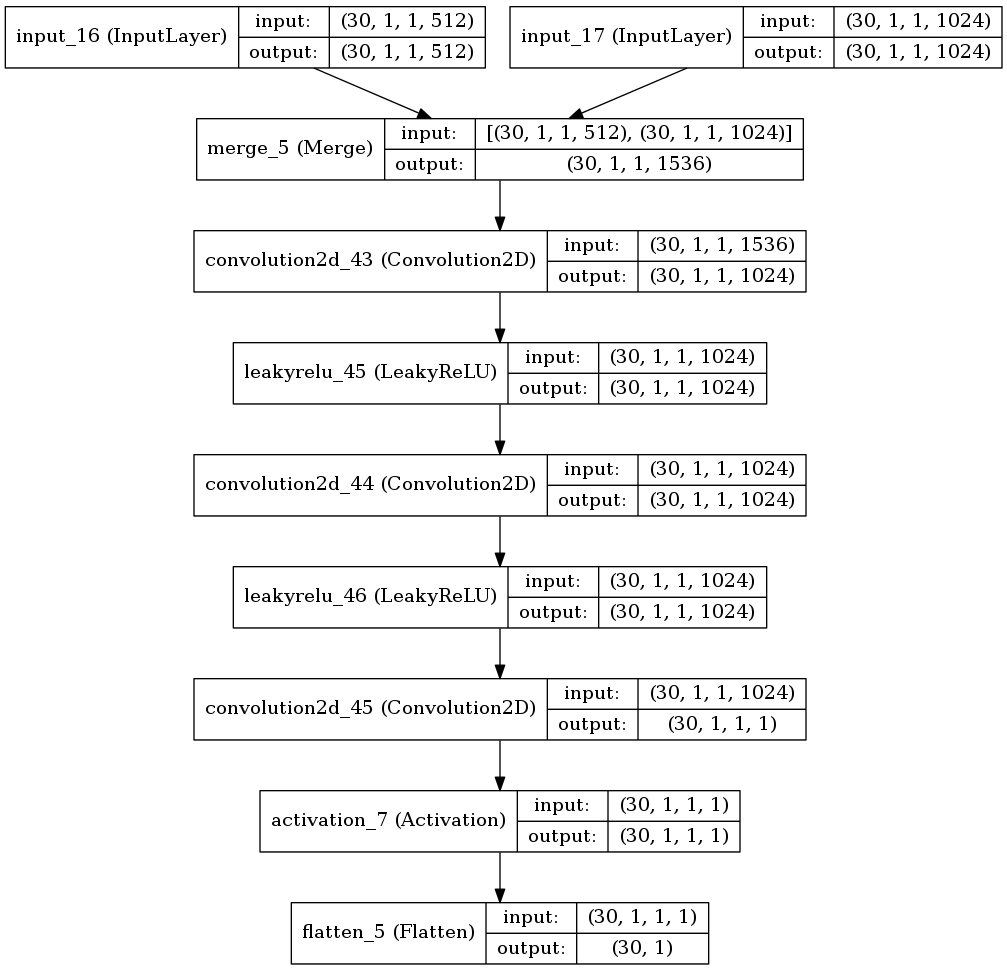 input_16 (InputLayer)
input: (30, 1, 1, 512)
output: (30, 1, 1, 512)
input_17 (InputLayer)
input: (30, 1, 1, 1024)
output: (30, 1, 1, 1024)
merge_5 (Merge)
input: [(30, 1, 1, 512), (30, 1, 1, 1024)]
output: (30, 1, 1, 1536)
convolution2d_43 (Convolution2D)
input: (30, 1, 1, 1536)
output: (30, 1, 1, 1024)
leakyrelu_45 (LeakyReLU)
input: (30, 1, 1, 1024)
output: (30, 1, 1, 1024)
convolution2d_44 (Convolution2D)
input: (30, 1, 1, 1024)
output: (30, 1, 1, 1024)
leakyrelu_46 (LeakyReLU)
input: (30, 1, 1, 1024)
output: (30, 1, 1, 1024)
convolution2d_45 (Convolution2D)
input: (30, 1, 1, 1024)
output: (30, 1, 1, 1)
activation_7 (Activation)
input: (30, 1, 1, 1)
output: (30, 1, 1, 1)
flatten_5 (Flatten)
input: (30, 1, 1, 1)
output: (30, 1)